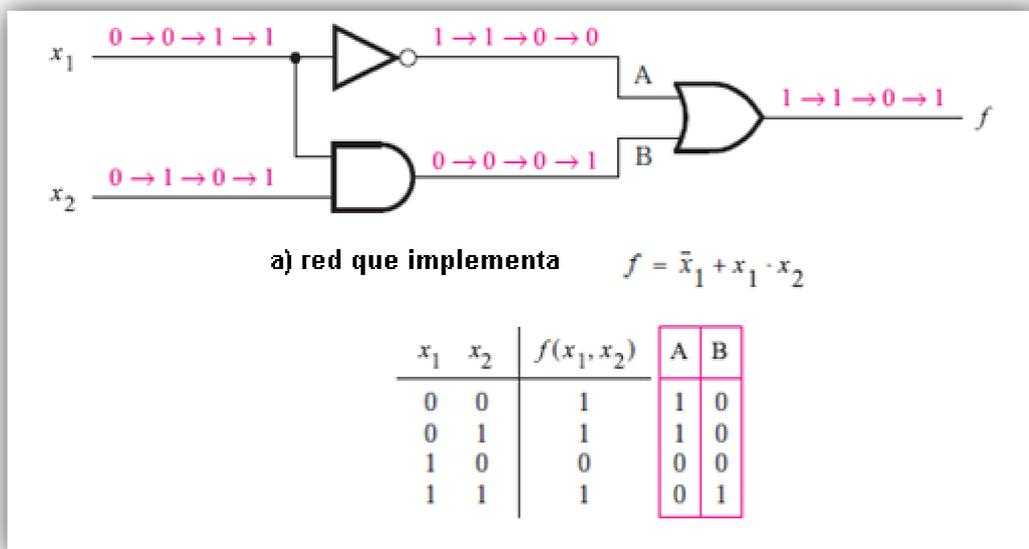 0 → 0 → 1 → 1
1 → 1 → 0 → 0
x₁
A
1 → 1 → 0 → 1
f
0 → 0 → 0 → 1
B
0 → 1 → 0 → 1
x₂
a) red que implementa f = x̄₁ + x₁ · x₂
x₁ x₂ f(x₁, x₂) A B
0 0 1 1 0
0 1 1 1 0
1 0 0 0 0
1 1 1 0 1